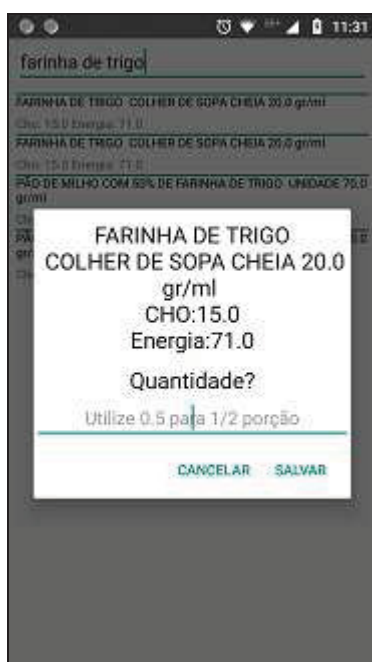 11:31
farinha de trigo
FARINHA DE TRIGO COLHER DE SOPA CHEIA 20.0 gr/ml
Cho: 15.0 Energia: 71.0
FARINHA DE TRIGO COLHER DE SOPA CHEIA 20.0 gr/ml
Cho: 15.0 Energia: 71.0
PÃO DE MILHO COM 53% DE FARINHA DE TRIGO UNIDADE 70.0
gr/ml
FARINHA DE TRIGO
COLHER DE SOPA CHEIA 20.0
gr/ml
CHO:15.0
Energia:71.0
Quantidade?
Utilize 0.5 para 1/2 porção
CANCELAR SALVAR